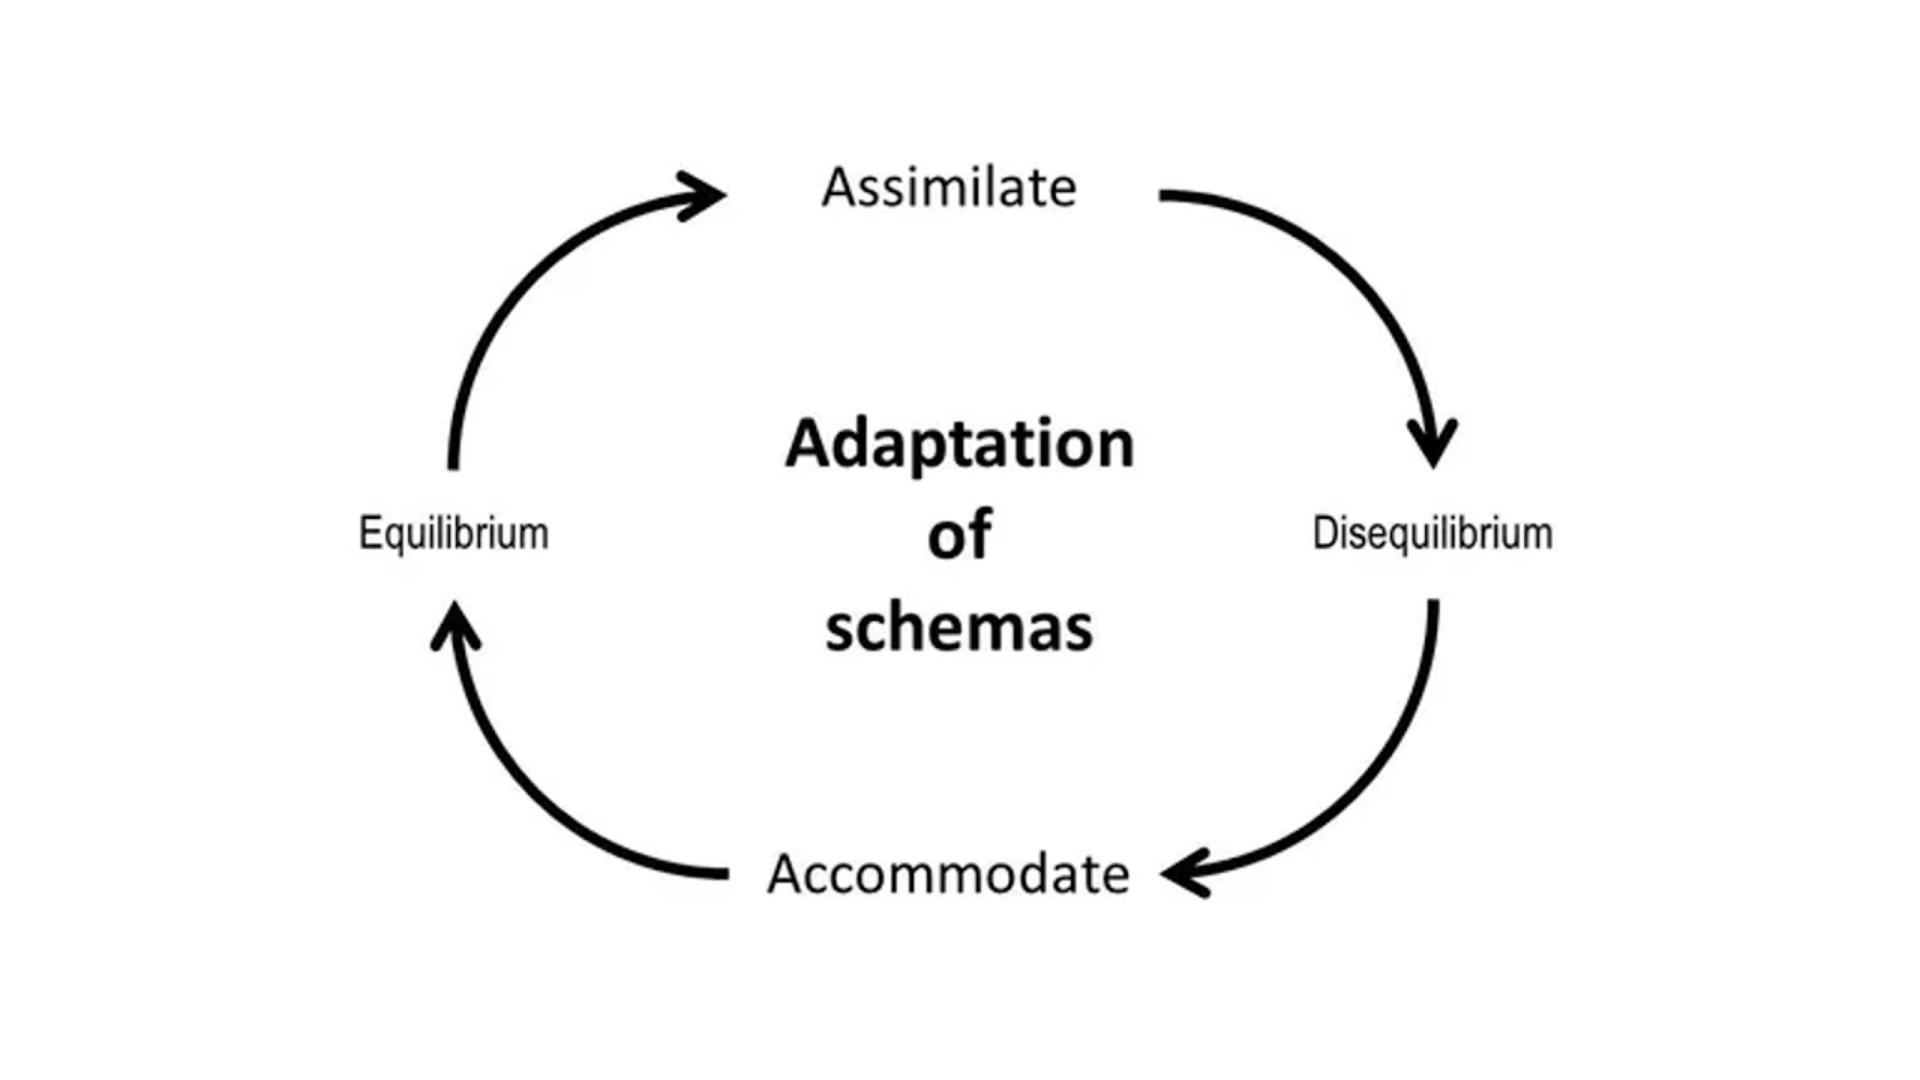 Assimilate
Adaptation
of
schemas
Equilibrium
Disequilibrium
Accommodate